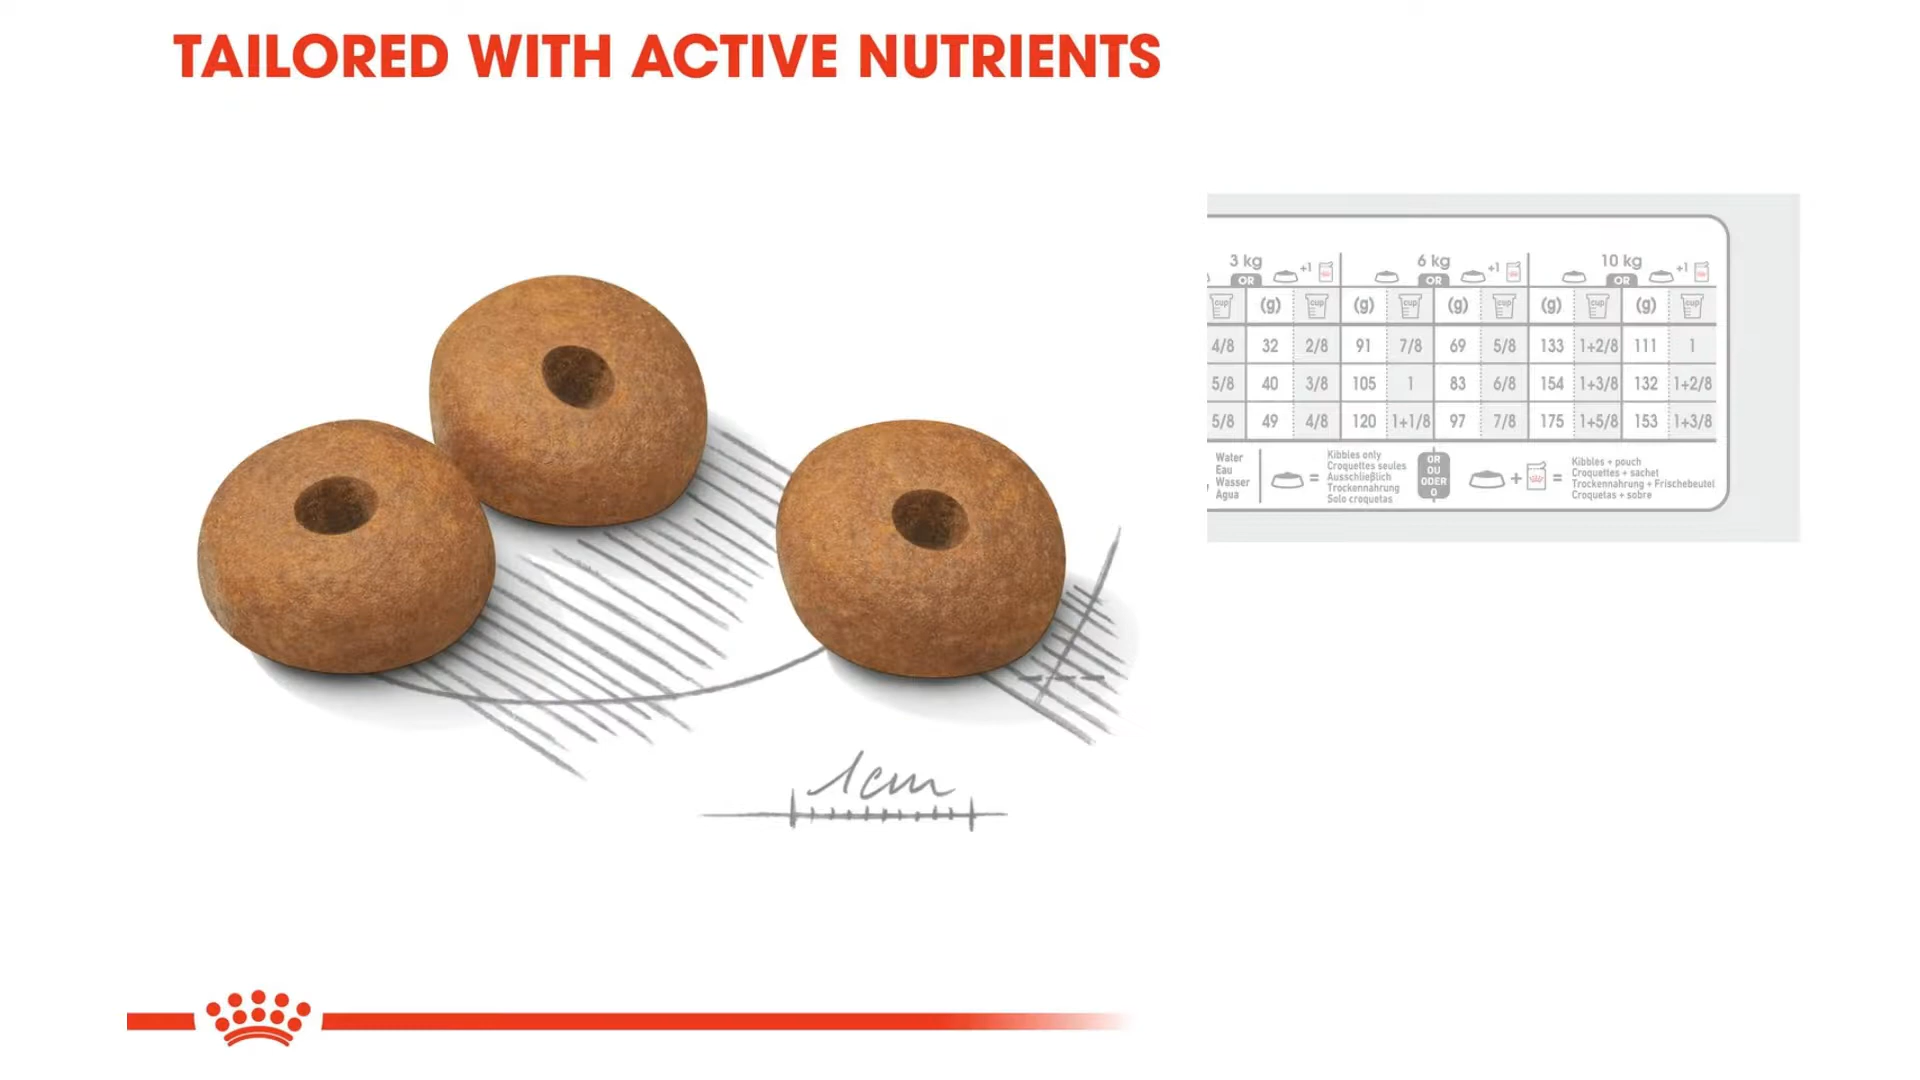 TAILORED WITH ACTIVE NUTRIENTS
3 kg 6 kg 10 kg
OR +1 OR +1 OR +1
cup (g) cup (g) cup (g) cup (g) cup (g) cup
4/8 32 2/8 91 7/8 69 5/8 133 1+2/8 111 1
5/8 40 3/8 105 1 83 6/8 154 1+3/8 132 1+2/8
5/8 49 4/8 120 1+1/8 97 7/8 175 1+5/8 153 1+3/8
Water
Eau
Wasser
Agua
=
Kibbles only
Croquettes seules
Ausschließlich
Trockennahrung
Solo croquetas
OR
OU
ODER
O
+ =
Kibbles + pouch
Croquettes + sachet
Trockennahrung + Frischebeutel
Croquetas + sobre
1cm